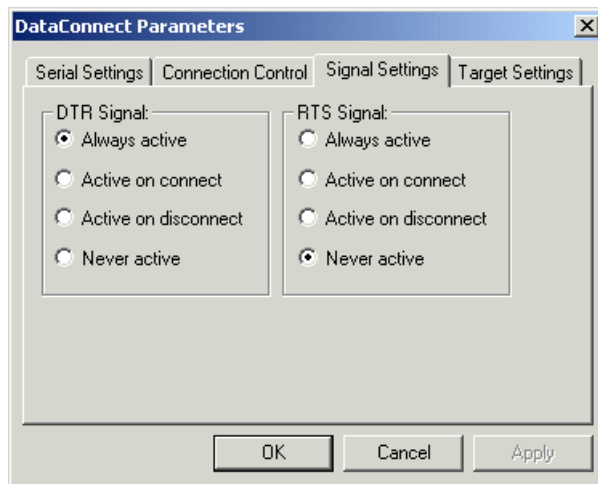 DataConnect Parameters
Serial Settings Connection Control Signal Settings Target Settings
DTR Signal: RTS Signal:
Always active Always active
Active on connect Active on connect
Active on disconnect Active on disconnect
Never active Never active
OK Cancel Apply